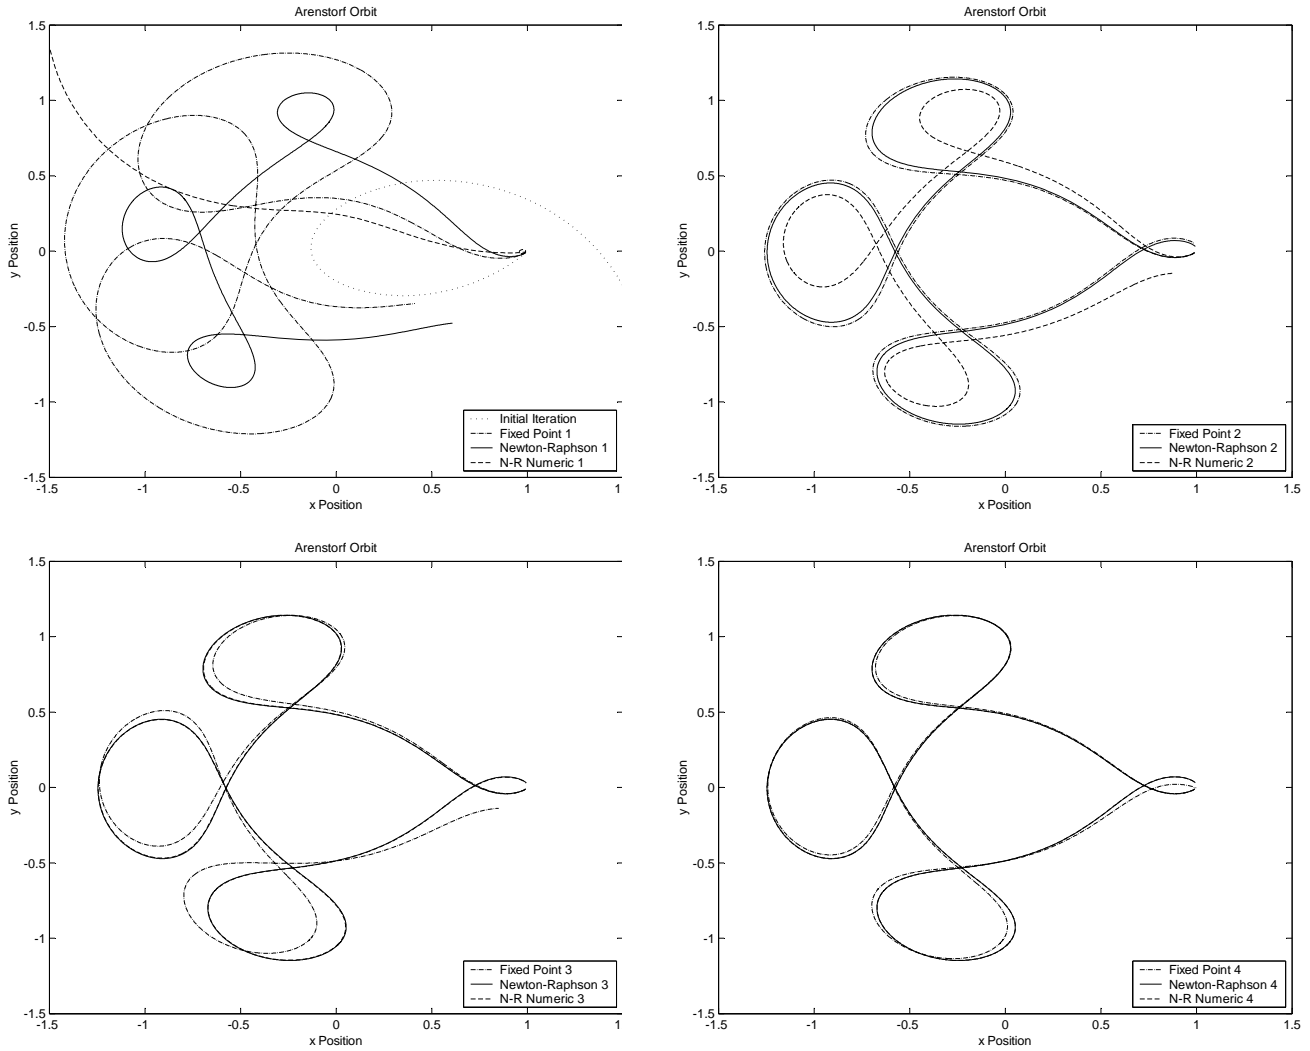 Arenstorf Orbit
1.5
1
0.5
0
-0.5
-1
-1.5
y Position
-1.5 -1 -0.5 0 0.5 1 1
x Position
Initial Iteration
Fixed Point 1
Newton-Raphson 1
N-R Numeric 1
Arenstorf Orbit
1.5
1
0.5
0
-0.5
-1
-1.5
y Position
-1.5 -1 -0.5 0 0.5 1 1.5
x Position
Fixed Point 2
Newton-Raphson 2
N-R Numeric 2
Arenstorf Orbit
1.5
1
0.5
0
-0.5
-1
-1.5
y Position
-1.5 -1 -0.5 0 0.5 1 1
x Position
Fixed Point 3
Newton-Raphson 3
N-R Numeric 3
Arenstorf Orbit
1.5
1
0.5
0
-0.5
-1
-1.5
y Position
-1.5 -1 -0.5 0 0.5 1 1.5
x Position
Fixed Point 4
Newton-Raphson 4
N-R Numeric 4